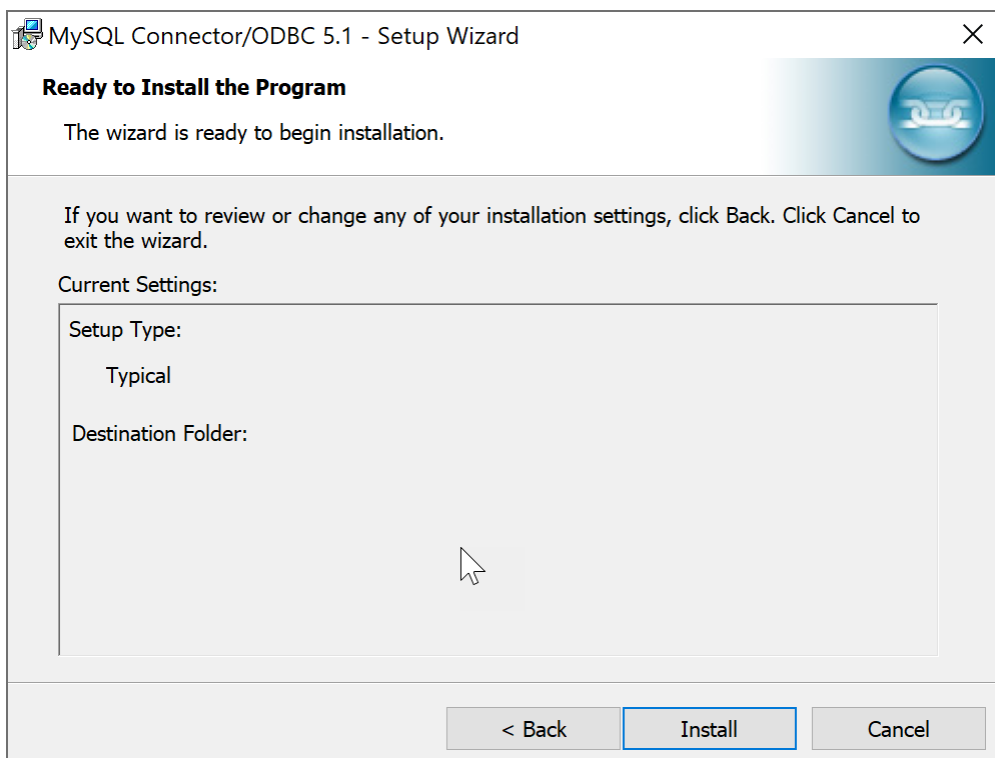 MySQL Connector/ODBC 5.1 - Setup Wizard
Ready to Install the Program
The wizard is ready to begin installation.
If you want to review or change any of your installation settings, click Back. Click Cancel to
exit the wizard.
Current Settings:
Setup Type:
Typical
Destination Folder:
< Back
Install
Cancel